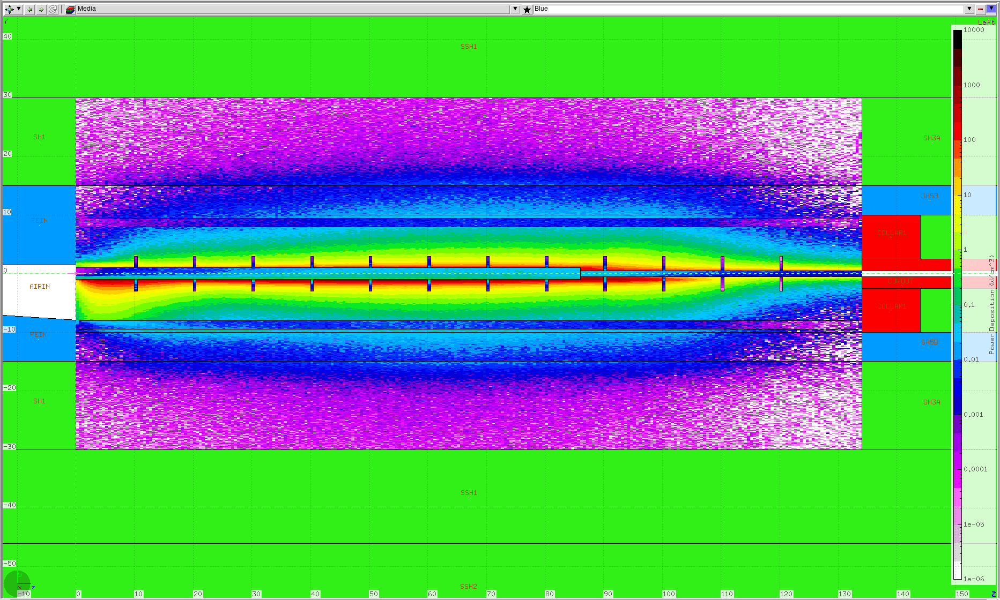 Media
Blue
Y
Left
40
SSH1
10000
1000
30
SH1
SH3A
100
20
SH5B
10
10
FEIN
COLLAR1
1
0
AIRIN
CUMOUT
Power Deposition (W/cm^3)
0.1
COLLAR1
-10
FEIN
SH5B
0.01
-20
SH1
SH3A
0.001
-30
0.0001
SSH1
-40
1e-05
-50
y
x z
SSH2
1e-06
-10 0 10 20 30 40 50 60 70 80 90 100 110 120 130 140 150 Z